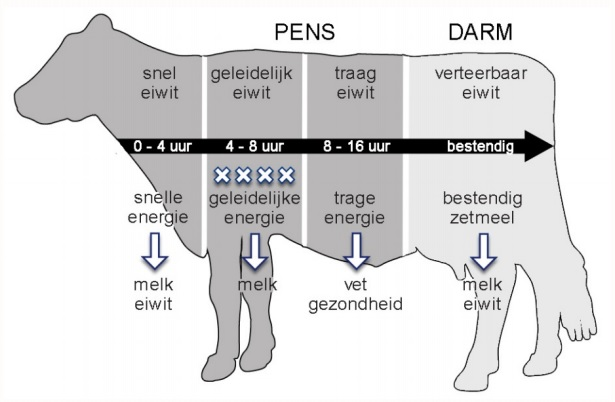 PENS DARM
snel eiwit geleidelijk eiwit traag eiwit verteerbaar eiwit
0 - 4 uur 4 - 8 uur 8 - 16 uur bestendig
snelle energie geleidelijke energie trage energie bestendig zetmeel
melk eiwit melk vet gezondheid melk eiwit